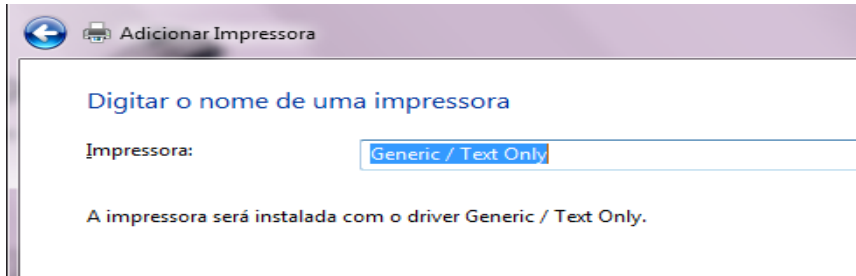 Adicionar Impressora
Digitar o nome de uma impressora
Impressora: Generic / Text Only
A impressora será instalada com o driver Generic / Text Only.